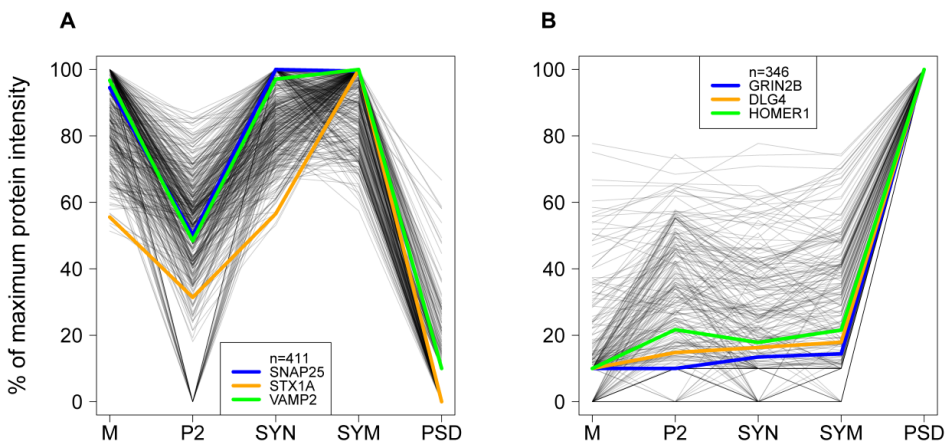 A
% of maximum protein intensity
100
80
60
40
20
0
n=411
SNAP25
STX1A
VAMP2
M P2 SYN SYM PSD
B
100
80
60
40
20
0
n=346
GRIN2B
DLG4
HOMER1
M P2 SYN SYM PSD